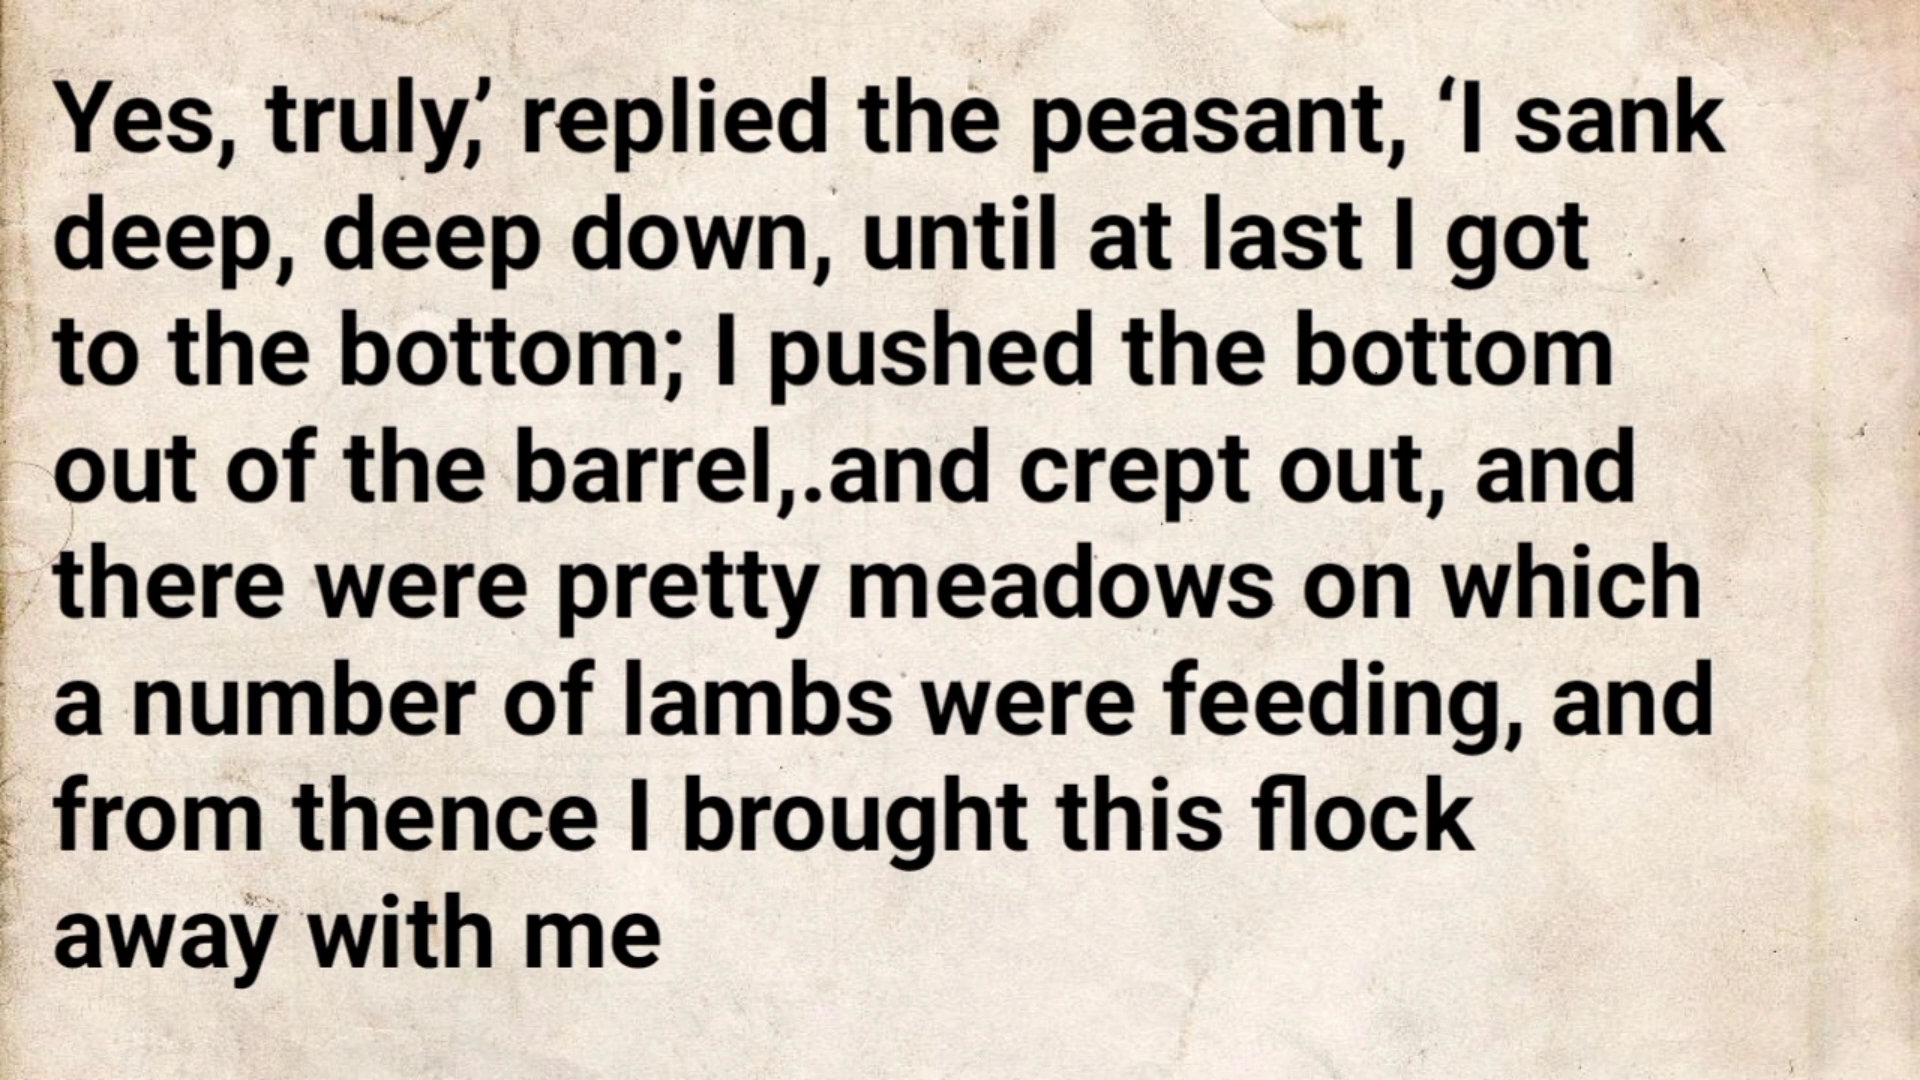 Yes, truly,’ replied the peasant, ‘I sank
deep, deep down, until at last I got
to the bottom; I pushed the bottom
out of the barrel,.and crept out, and
there were pretty meadows on which
a number of lambs were feeding, and
from thence I brought this flock
away with me